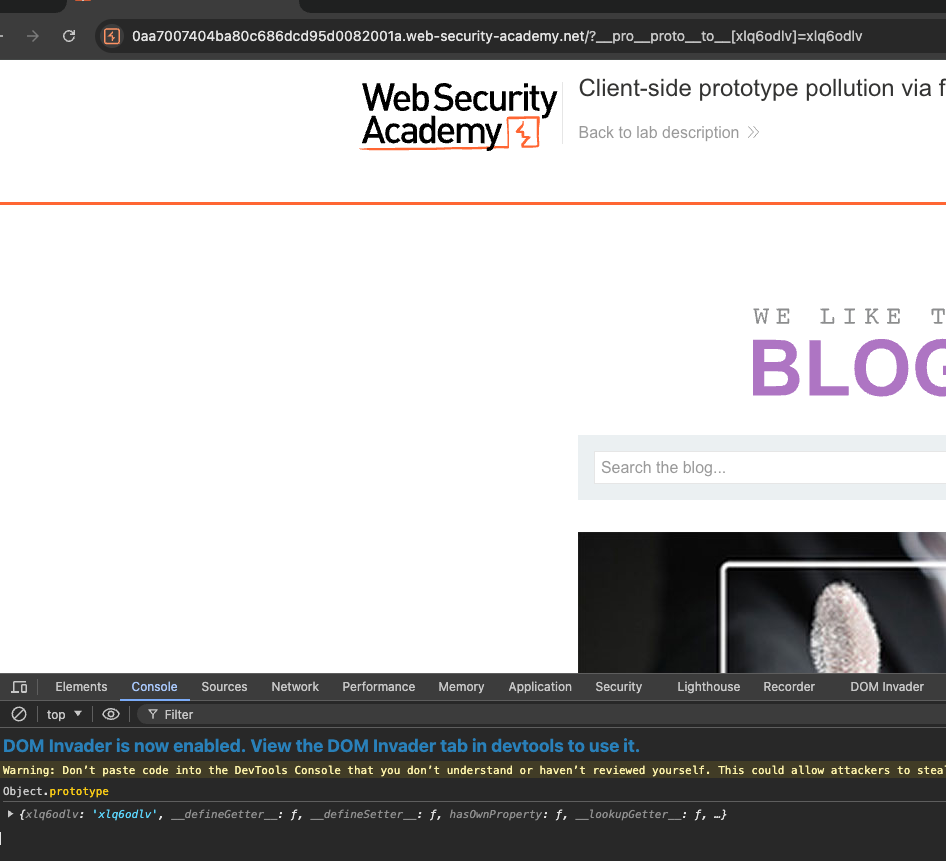 0aa7007404ba80c686dcd95d0082001a.web-security-academy.net/?__pro__proto__to__[xlq6odlv]=xlq6odlv
Web Security
Academy
Client-side prototype pollution via f
Back to lab description
WE LIKE T
BLOG
Search the blog...
Elements Console Sources Network Performance Memory Application Security Lighthouse Recorder DOM Invader
top Filter
DOM Invader is now enabled. View the DOM Invader tab in devtools to use it.
Warning: Don’t paste code into the DevTools Console that you don’t understand or haven’t reviewed yourself. This could allow attackers to steal
Object.prototype
{xlq6odlv: 'xlq6odlv', __defineGetter__: ƒ, __defineSetter__: ƒ, hasOwnProperty: ƒ, __lookupGetter__: ƒ, …}